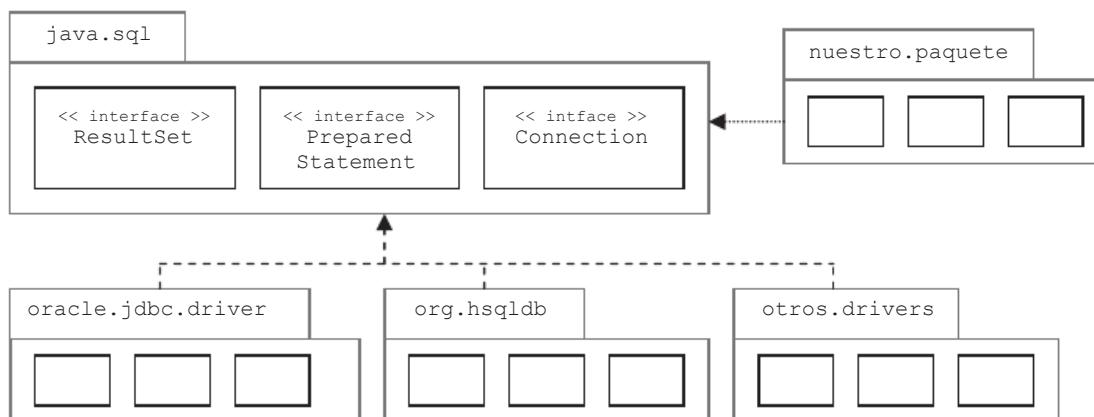 java.sql
nuestro.paquete
<< interface >>
ResultSet
<< interface >>
Prepared
Statement
<< intface >>
Connection
oracle.jdbc.driver
org.hsqldb
otros.drivers